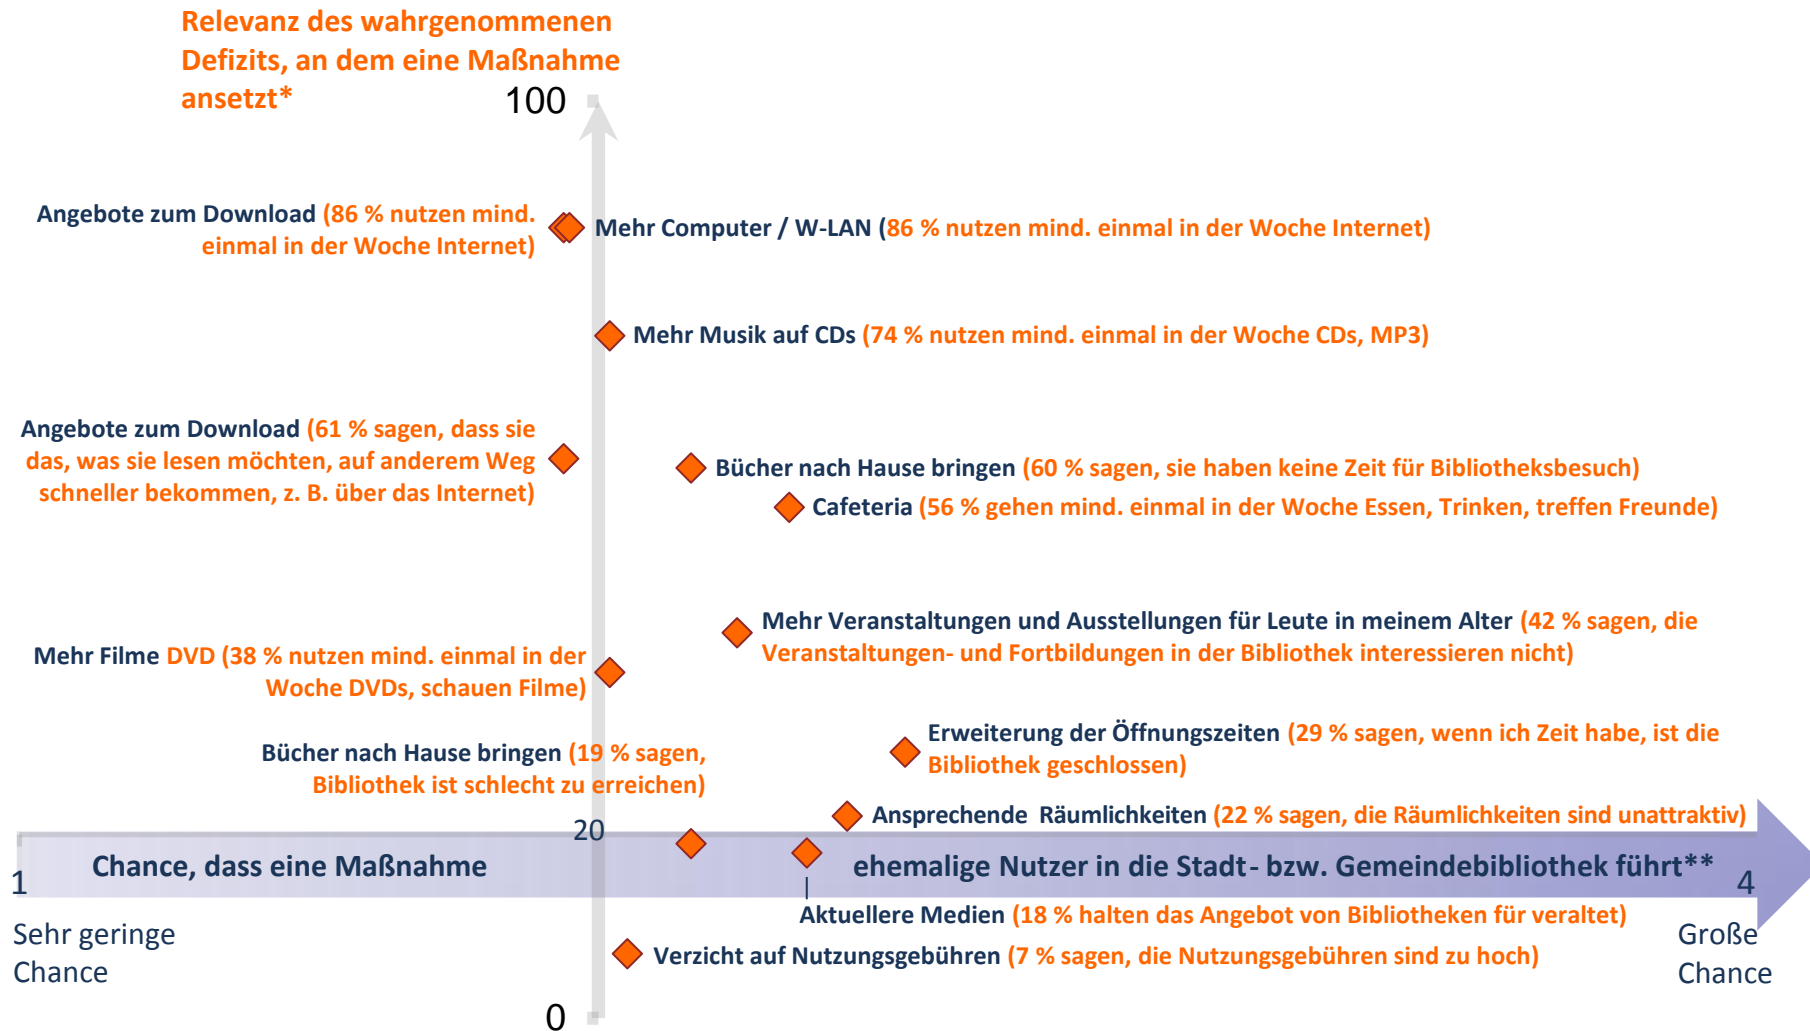 Relevanz des wahrgenommenen
Defizits, an dem eine Maßnahme
ansetzt*
100
Angebote zum Download (86 % nutzen mind.
einmal in der Woche Internet)
Mehr Computer / W-LAN (86 % nutzen mind. einmal in der Woche Internet)
Mehr Musik auf CDs (74 % nutzen mind. einmal in der Woche CDs, MP3)
Angebote zum Download (61 % sagen, dass sie
das, was sie lesen möchten, auf anderem Weg
schneller bekommen, z. B. über das Internet)
Bücher nach Hause bringen (60 % sagen, sie haben keine Zeit für Bibliotheksbesuch)
Cafeteria (56 % gehen mind. einmal in der Woche Essen, Trinken, treffen Freunde)
Mehr Veranstaltungen und Ausstellungen für Leute in meinem Alter (42 % sagen, die
Veranstaltungen- und Fortbildungen in der Bibliothek interessieren nicht)
Mehr Filme DVD (38 % nutzen mind. einmal in der
Woche DVDs, schauen Filme)
Erweiterung der Öffnungszeiten (29 % sagen, wenn ich Zeit habe, ist die
Bibliothek geschlossen)
Bücher nach Hause bringen (19 % sagen,
Bibliothek ist schlecht zu erreichen)
Ansprechende Räumlichkeiten (22 % sagen, die Räumlichkeiten sind unattraktiv)
20
Chance, dass eine Maßnahme ehemalige Nutzer in die Stadt- bzw. Gemeindebibliothek führt**
1
4
Aktuellere Medien (18 % halten das Angebot von Bibliotheken für veraltet)
Sehr geringe
Chance
Große
Chance
Verzicht auf Nutzungsgebühren (7 % sagen, die Nutzungsgebühren sind zu hoch)
0